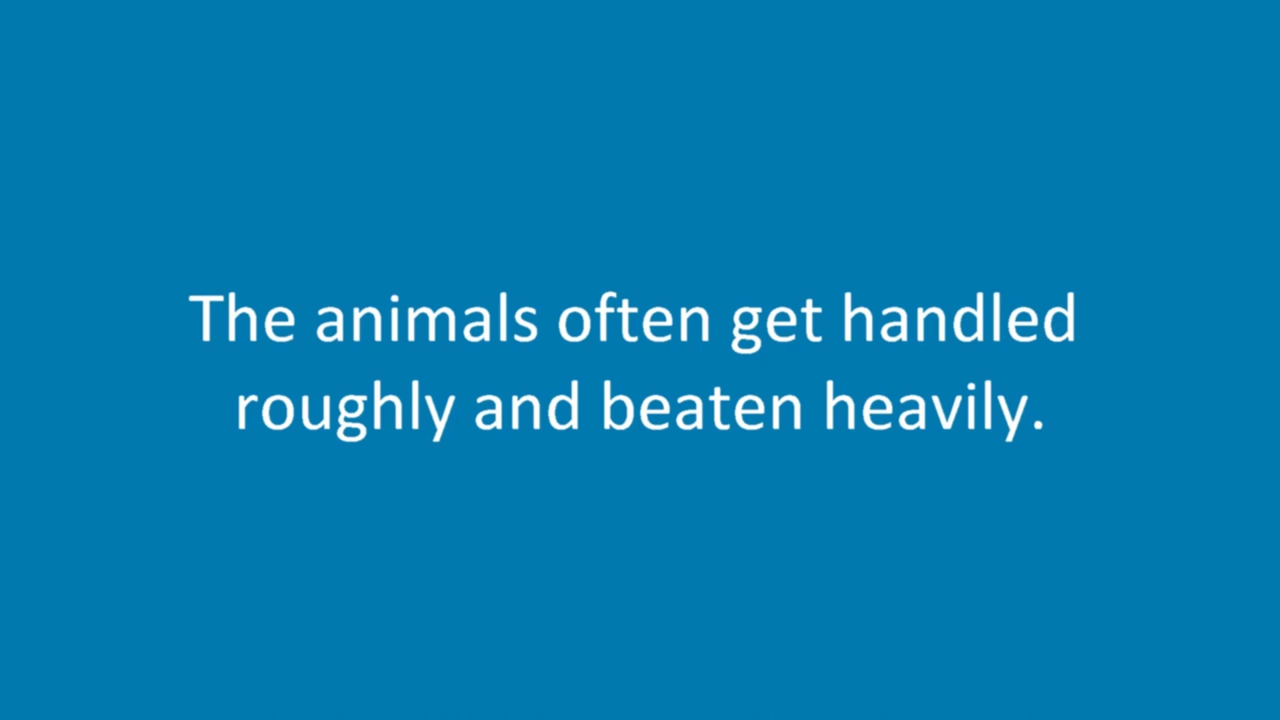 The animals often get handled
roughly and beaten heavily.